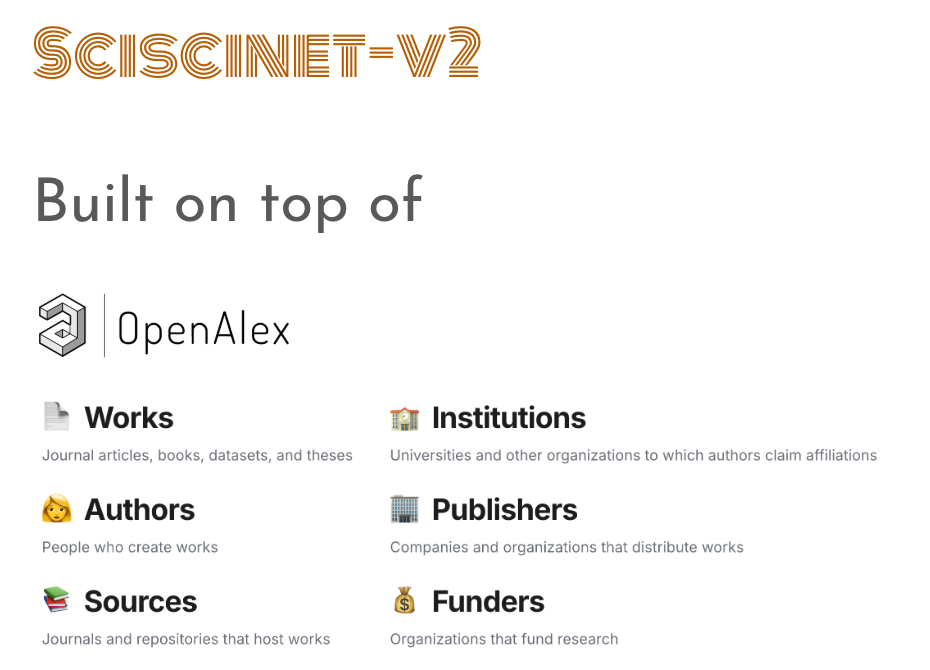 SCISCINET-V2
Built on top of
OpenAlex
Works
Journal articles, books, datasets, and theses
Institutions
Universities and other organizations to which authors claim affiliations
Authors
People who create works
Publishers
Companies and organizations that distribute works
Sources
Journals and repositories that host works
Funders
Organizations that fund research